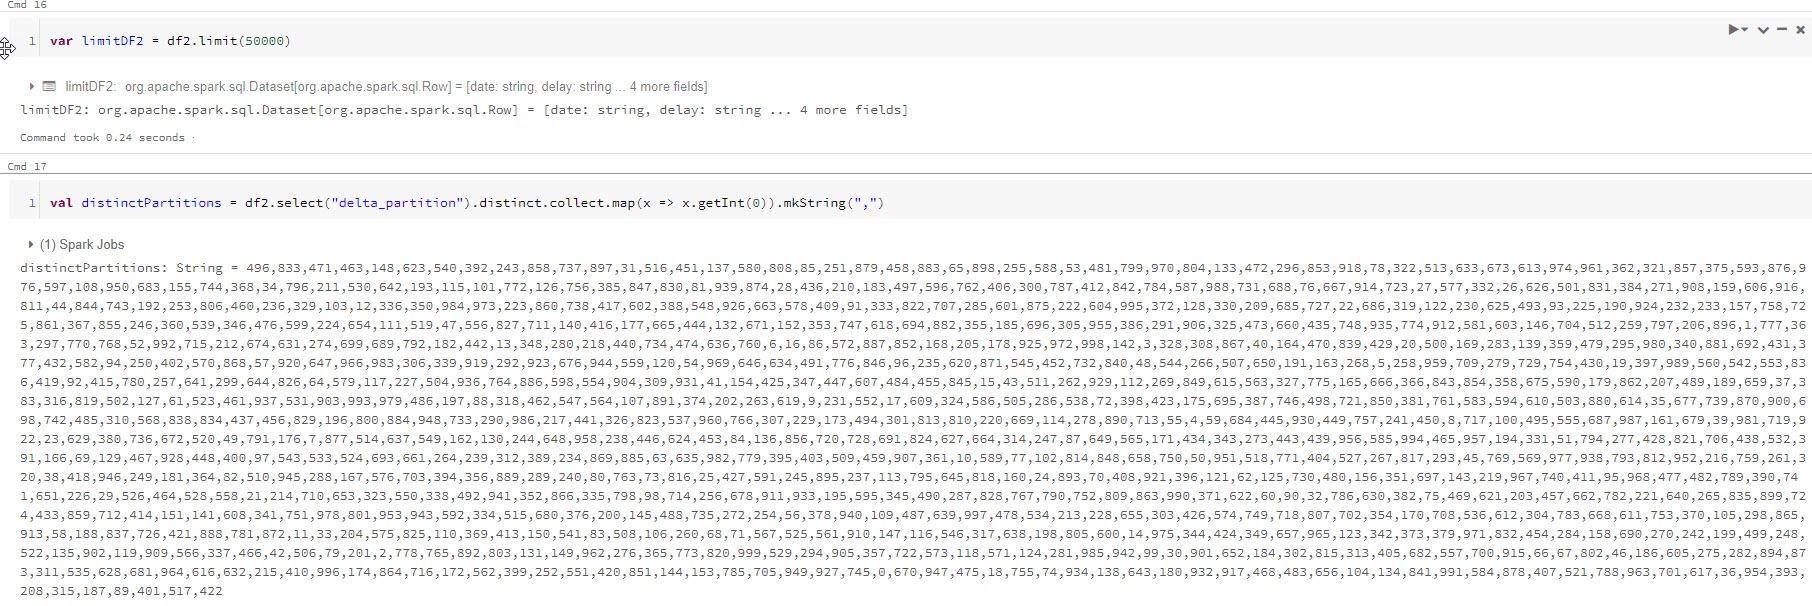 Cmd 16
1 var limitDF2 = df2.limit(50000)
limitDF2: org.apache.spark.sql.Dataset[org.apache.spark.sql.Row] = [date: string, delay: string ... 4 more fields]
limitDF2: org.apache.spark.sql.Dataset[org.apache.spark.sql.Row] = [date: string, delay: string ... 4 more fields]
Command took 0.24 seconds ·
Cmd 17
1 val distinctPartitions = df2.select("delta_partition").distinct.collect.map(x => x.getInt(0)).mkString(",")
(1) Spark Jobs
distinctPartitions: String = 496,833,471,463,148,623,540,392,243,858,737,897,31,516,451,137,580,808,85,251,879,458,883,65,898,255,588,53,481,799,970,804,133,472,296,853,918,78,322,513,633,673,613,974,961,362,321,857,375,593,876,9
76,597,108,950,683,155,744,368,34,796,211,530,642,193,115,101,772,126,756,385,847,830,81,939,874,28,436,210,183,497,596,762,406,300,787,412,842,784,587,988,731,688,76,667,914,723,27,577,332,26,626,501,831,384,271,908,159,606,916,
811,44,844,743,192,253,806,460,236,329,103,12,336,350,984,973,223,860,738,417,602,388,548,926,663,578,409,91,333,822,707,285,601,875,222,604,995,372,128,330,209,685,727,22,686,319,122,230,625,493,93,225,190,924,232,233,157,758,72
5,861,367,855,246,360,539,346,476,599,224,654,111,519,47,556,827,711,140,416,177,665,444,132,671,152,353,747,618,694,882,355,185,696,305,955,386,291,906,325,473,660,435,748,935,774,912,581,603,146,704,512,259,797,206,896,1,777,36
3,297,770,768,52,992,715,212,674,631,274,699,689,792,182,442,13,348,280,218,440,734,474,636,760,6,16,86,572,887,852,168,205,178,925,972,998,142,3,328,308,867,40,164,470,839,429,20,500,169,283,139,359,479,295,980,340,881,692,431,3
77,432,582,94,250,402,570,868,57,920,647,966,983,306,339,919,292,923,676,944,559,120,54,969,646,634,491,776,846,96,235,620,871,545,452,732,840,48,544,266,507,650,191,163,268,5,258,959,709,279,729,754,430,19,397,989,560,542,553,83
6,419,92,415,780,257,641,299,644,826,64,579,117,227,504,936,764,886,598,554,904,309,931,41,154,425,347,447,607,484,455,845,15,43,511,262,929,112,269,849,615,563,327,775,165,666,366,843,854,358,675,590,179,862,207,489,189,659,37,3
83,316,819,502,127,61,523,461,937,531,903,993,979,486,197,88,318,462,547,564,107,891,374,202,263,619,9,231,552,17,609,324,586,505,286,538,72,398,423,175,695,387,746,498,721,850,381,761,583,594,610,503,880,614,35,677,739,870,900,6
98,742,485,310,568,838,834,437,456,829,196,800,884,948,733,290,986,217,441,326,823,537,960,766,307,229,173,494,301,813,810,220,669,114,278,890,713,55,4,59,684,445,930,449,757,241,450,8,717,100,495,555,687,987,161,679,39,981,719,9
22,23,629,380,736,672,520,49,791,176,7,877,514,637,549,162,130,244,648,958,238,446,624,453,84,136,856,720,728,691,824,627,664,314,247,87,649,565,171,434,343,273,443,439,956,585,994,465,957,194,331,51,794,277,428,821,706,438,532,3
91,166,69,129,467,928,448,400,97,543,533,524,693,661,264,239,312,389,234,869,885,63,635,982,779,395,403,509,459,907,361,10,589,77,102,814,848,658,750,50,951,518,771,404,527,267,817,293,45,769,569,977,938,793,812,952,216,759,261,3
20,38,418,946,249,181,364,82,510,945,288,167,576,703,394,356,889,289,240,80,763,73,816,25,427,591,245,895,237,113,795,645,818,160,24,893,70,408,921,396,121,62,125,730,480,156,351,697,143,219,967,740,411,95,968,477,482,789,390,74
1,651,226,29,526,464,528,558,21,214,710,653,323,550,338,492,941,352,866,335,798,98,714,256,678,911,933,195,595,345,490,287,828,767,790,752,809,863,990,371,622,60,90,32,786,630,382,75,469,621,203,457,662,782,221,640,265,835,899,72
4,433,859,712,414,151,141,608,341,751,978,801,953,943,592,334,515,680,376,200,145,488,735,272,254,56,378,940,109,487,639,997,478,534,213,228,655,303,426,574,749,718,807,702,354,170,708,536,612,304,783,668,611,753,370,105,298,865,
913,58,188,837,726,421,888,781,872,11,33,204,575,825,110,369,413,150,541,83,508,106,260,68,71,567,525,561,910,147,116,546,317,638,198,805,600,14,975,344,424,349,657,965,123,342,373,379,971,832,454,284,158,690,270,242,199,499,248,
522,135,902,119,909,566,337,466,42,506,79,201,2,778,765,892,803,131,149,962,276,365,773,820,999,529,294,905,357,722,573,118,571,124,281,985,942,99,30,901,652,184,302,815,313,405,682,557,700,915,66,67,802,46,186,605,275,282,894,87
3,311,535,628,681,964,616,632,215,410,996,174,864,716,172,562,399,252,551,420,851,144,153,785,705,949,927,745,0,670,947,475,18,755,74,934,138,643,180,932,917,468,483,656,104,134,841,991,584,878,407,521,788,963,701,617,36,954,393,
208,315,187,89,401,517,422